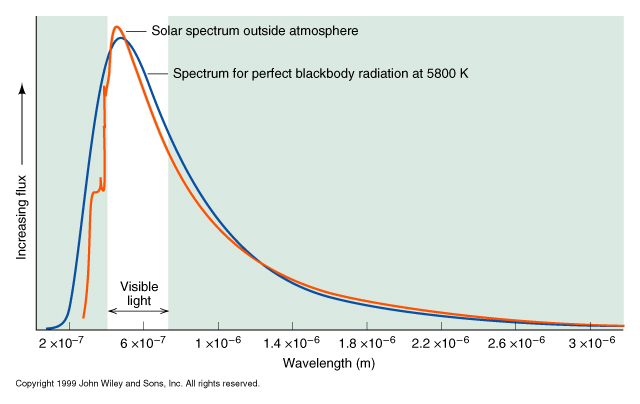 Solar spectrum outside atmosphere
Spectrum for perfect blackbody radiation at 5800 K
Increasing flux
Visible
light
2×10⁻⁷ 6×10⁻⁷ 1×10⁻⁶ 1.4×10⁻⁶ 1.8×10⁻⁶ 2.2×10⁻⁶ 2.6×10⁻⁶ 3×10⁻⁶
Wavelength (m)
Copyright 1999 John Wiley and Sons, Inc. All rights reserved.